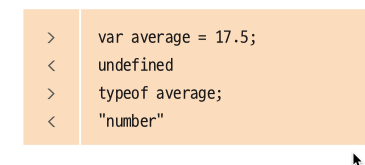 > var average = 17.5;
< undefined
> typeof average;
< "number"